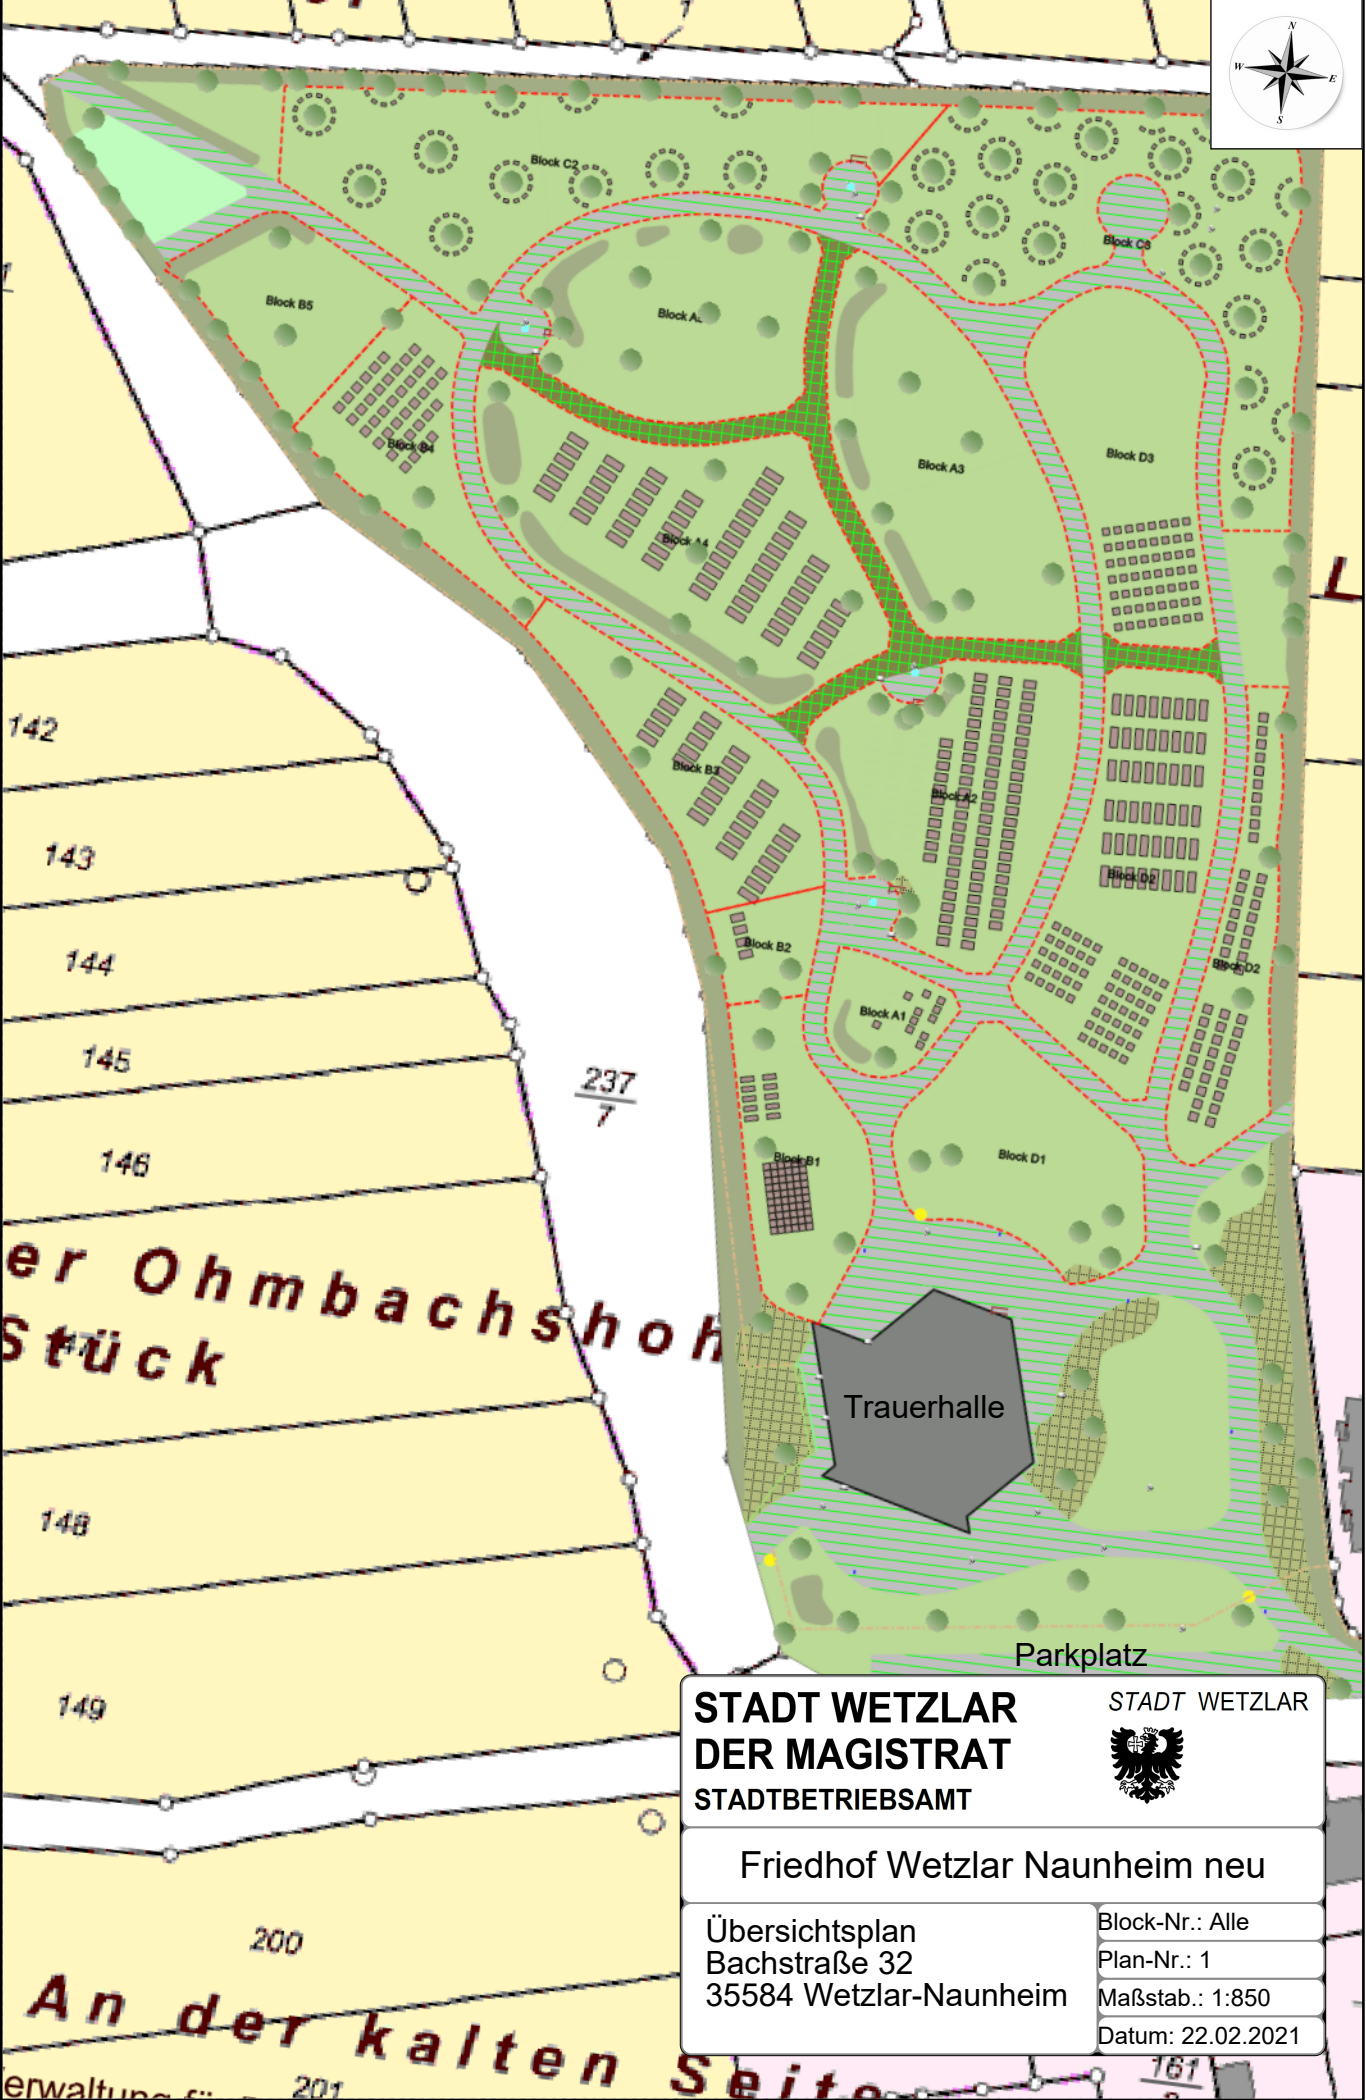 N
W
E
S
Block C2
Block C3
Block B5
Block B4
Block D3
Block A3
Block A4
142
Block B3
Block A2
143
Block D2
144
Block B2
Block D2
Block A1
145
237
7
146
Block B1
Block D1
er Ohmbachshoh
Stück
Trauerhalle
148
Parkplatz
149
STADT WETZLAR
DER MAGISTRAT
STADTBETRIEBSAMT
STADT WETZLAR
Friedhof Wetzlar Naunheim neu
Übersichtsplan
Bachstraße 32
35584 Wetzlar-Naunheim
Block-Nr.: Alle
Plan-Nr.: 1
Maßstab.: 1:850
Datum: 22.02.2021
200
An der kalten Seite
201
161